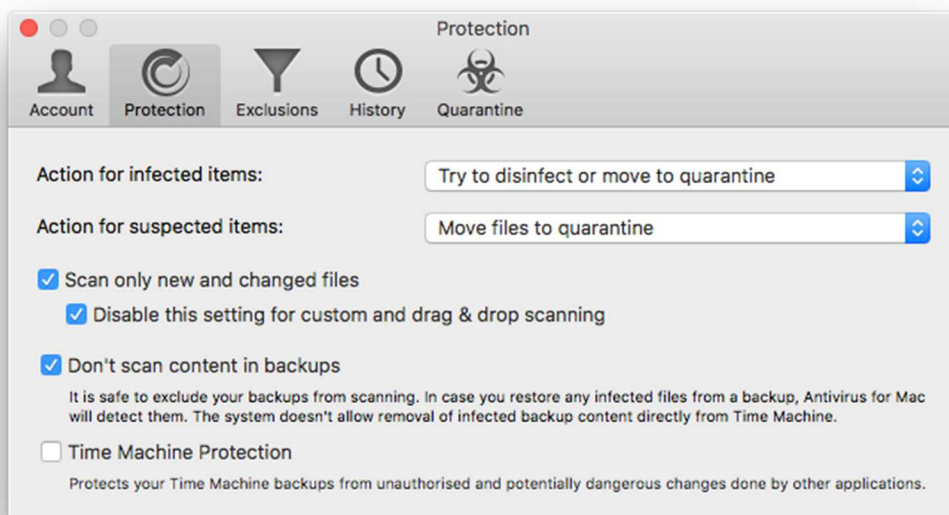 Protection
Account Protection Exclusions History Quarantine
Action for infected items: Try to disinfect or move to quarantine
Action for suspected items: Move files to quarantine
Scan only new and changed files
Disable this setting for custom and drag & drop scanning
Don't scan content in backups
It is safe to exclude your backups from scanning. In case you restore any infected files from a backup, Antivirus for Mac
will detect them. The system doesn't allow removal of infected backup content directly from Time Machine.
Time Machine Protection
Protects your Time Machine backups from unauthorised and potentially dangerous changes done by other applications.